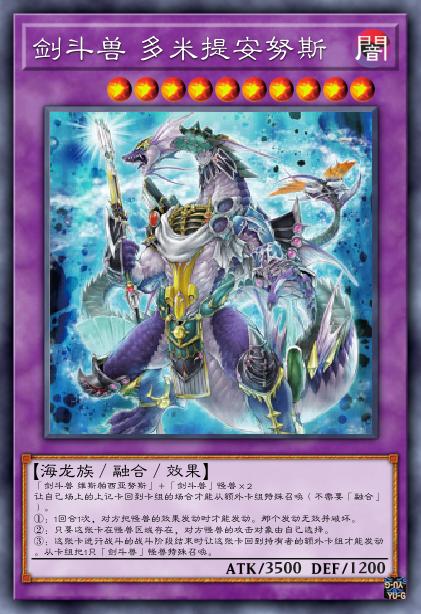 剑斗兽 多米提安努斯
闇
【海龙族／融合／效果】
「剑斗兽 维斯帕西亚努斯」+「剑斗兽」怪兽×2
让自己场上的上记卡回到卡组的场合才能从额外卡组特殊召唤（不需要「融合」
）。
①：1回合1次，对方把怪兽的效果发动时才能发动。那个发动无效并破坏。
②：只要这张卡在怪兽区域存在，对方怪兽的攻击对象由自己选择。
③：这张卡进行战斗的战斗阶段结束时让这张卡回到持有者的额外卡组才能发动
。从卡组把1只「剑斗兽」怪兽特殊召唤。
ATK/3500 DEF/1200